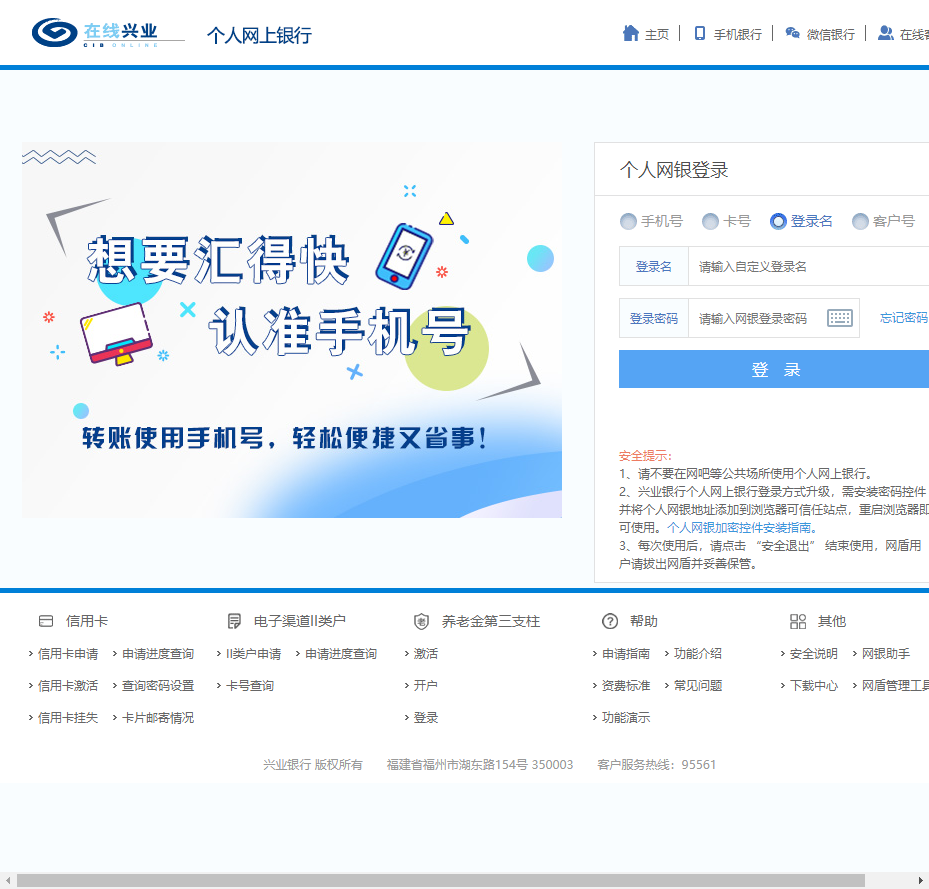 在线兴业
CIB ONLINE
个人网上银行
主页 手机银行 微信银行 在线客
想要汇得快
认准手机号
转账使用手机号，轻松便捷又省事！
个人网银登录
手机号 卡号 登录名 客户号
登录名 请输入自定义登录名
登录密码 请输入网银登录密码 忘记密码
登 录
安全提示：
1、请不要在网吧等公共场所使用个人网上银行。
2、兴业银行个人网上银行登录方式升级，需安装密码控件
并将个人网银地址添加到浏览器可信任站点，重启浏览器即
可使用。个人网银加密控件安装指南。
3、每次使用后，请点击 “安全退出” 结束使用，网盾用
户请拔出网盾并妥善保管。
信用卡 电子渠道II类户 养老金第三支柱 帮助 其他
信用卡申请 申请进度查询 II类户申请 申请进度查询 激活 申请指南 功能介绍 安全说明 网银助手
信用卡激活 查询密码设置 卡号查询 开户 资费标准 常见问题 下载中心 网盾管理工具
信用卡挂失 卡片邮寄情况 登录 功能演示
兴业银行 版权所有 福建省福州市湖东路154号 350003 客户服务热线：95561